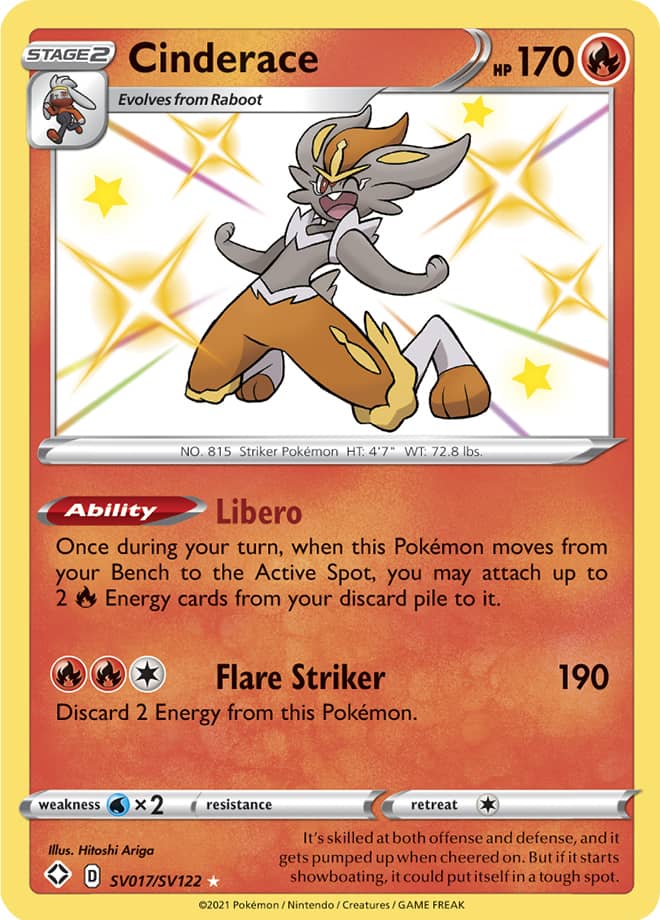 STAGE 2
Cinderace
HP 170
Evolves from Raboot
NO. 815 Striker Pokémon HT: 4'7" WT: 72.8 lbs.
Ability Libero
Once during your turn, when this Pokémon moves from
your Bench to the Active Spot, you may attach up to
2 Energy cards from your discard pile to it.
Flare Striker 190
Discard 2 Energy from this Pokémon.
weakness ×2 resistance retreat
Illus. Hitoshi Ariga
D SV017/SV122
It's skilled at both offense and defense, and it
gets pumped up when cheered on. But if it starts
showboating, it could put itself in a tough spot.
©2021 Pokémon / Nintendo / Creatures / GAME FREAK